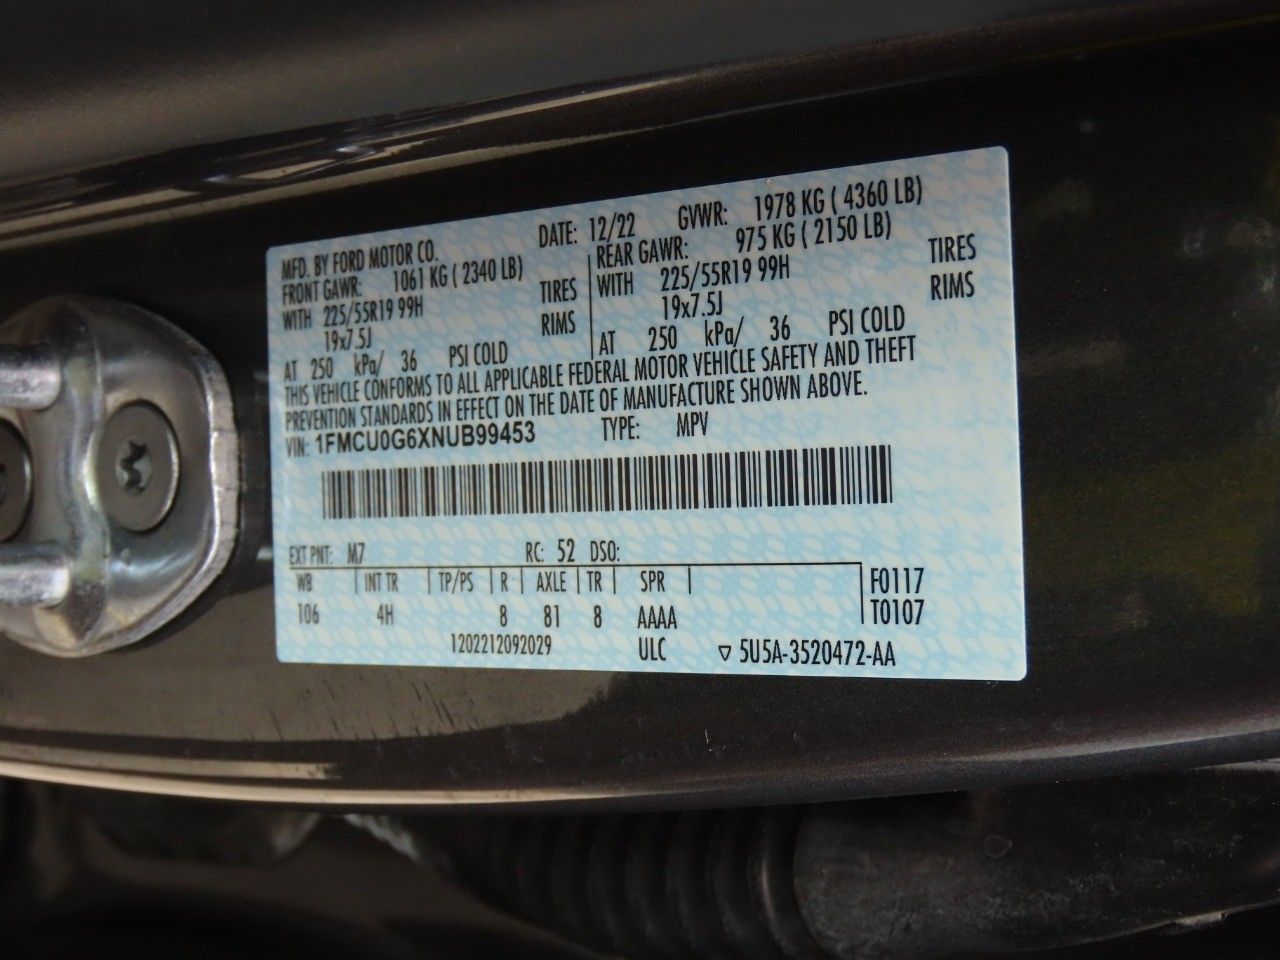 MFD. BY FORD MOTOR CO.
DATE: 12/22 GVWR: 1978 KG ( 4360 LB)
FRONT GAWR: 1061 KG ( 2340 LB)
WITH 225/55R19 99H TIRES
19x7.5J RIMS
AT 250 kPa/ 36 PSI COLD
REAR GAWR: 975 KG ( 2150 LB)
WITH 225/55R19 99H TIRES
19x7.5J RIMS
AT 250 kPa/ 36 PSI COLD
THIS VEHICLE CONFORMS TO ALL APPLICABLE FEDERAL MOTOR VEHICLE SAFETY AND THEFT
PREVENTION STANDARDS IN EFFECT ON THE DATE OF MANUFACTURE SHOWN ABOVE.
VIN: 1FMCU0G6XNUB99453 TYPE: MPV
EXT PNT: M7 RC: 52 DSO:
WB INT TR TP/PS R AXLE TR SPR F0117
106 4H 8 81 8 AAAA T0107
1202212092029 ULC ▽ 5U5A-3520472-AA